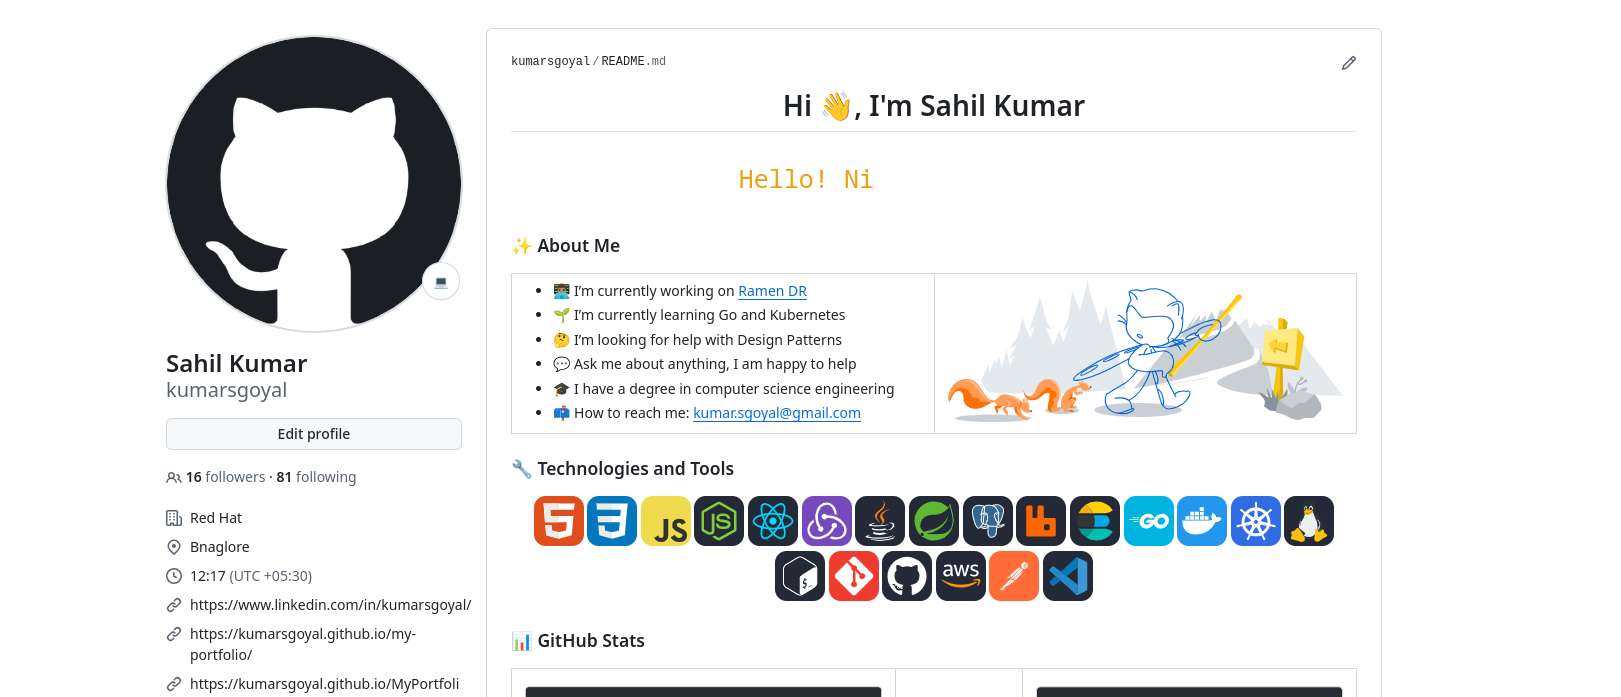 Sahil Kumar
kumarsgoyal
Edit profile
16 followers · 81 following
Red Hat
Bnaglore
12:17 (UTC +05:30)
https://www.linkedin.com/in/kumarsgoyal/
https://kumarsgoyal.github.io/my-
portfolio/
https://kumarsgoyal.github.io/MyPortfoli
kumarsgoyal/README.md
Hi 👋, I'm Sahil Kumar
Hello! Ni
✨ About Me
👨🏽‍💻 I’m currently working on Ramen DR
🌱 I’m currently learning Go and Kubernetes
🤔 I’m looking for help with Design Patterns
💬 Ask me about anything, I am happy to help
🎓 I have a degree in computer science engineering
📫 How to reach me: kumar.sgoyal@gmail.com
🔧 Technologies and Tools
JS
JS
GO
$
aws
📊 GitHub Stats